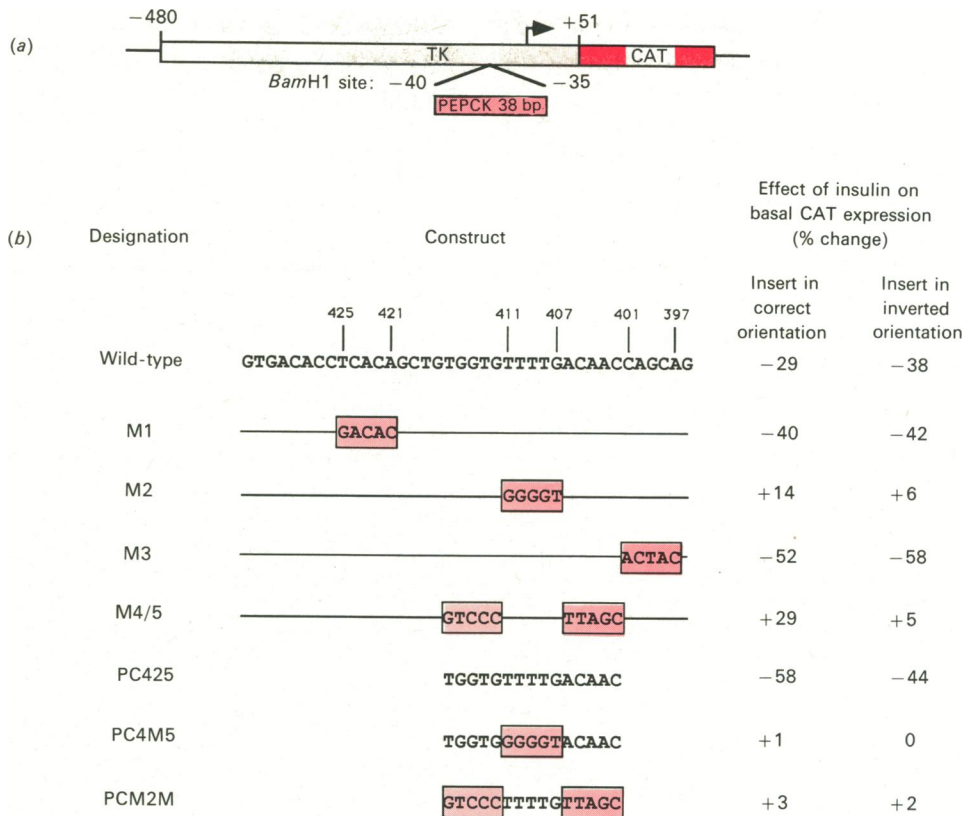 (a) −480 +51
TK CAT
BamH1 site: −40 −35
PEPCK 38 bp
Effect of insulin on
basal CAT expression
(% change)
(b) Designation Construct
Insert in correct orientation Insert in inverted orientation
425 421 411 407 401 397
Wild-type GTGACACCTCACAGCTGTGGTGTTTTGACAACCAGCAG −29 −38
M1 GACAC −40 −42
M2 GGGGT +14 +6
M3 ACTAC −52 −58
M4/5 GTCCC TTAGC +29 +5
PC425 TGGTGTTTTGACAAC −58 −44
PC4M5 TGGTGGGGGTACAAC +1 0
PCM2M GTCCCTTTTGTTAGC +3 +2